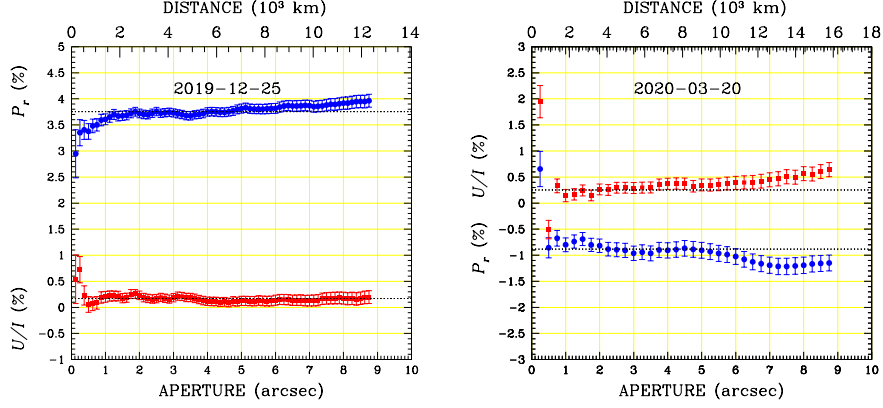 DISTANCE (10³ km)
0 2 4 6 8 10 12 14
5
4.5
4
3.5
3
2.5
2
1.5
1
0.5
0
-0.5
-1
Pr (%)
U/I (%)
2019-12-25
0 1 2 3 4 5 6 7 8 9 10
APERTURE (arcsec)
DISTANCE (10³ km)
0 2 4 6 8 10 12 14 16 18
3
2.5
2
1.5
1
0.5
0
-0.5
-1
-1.5
-2
-2.5
-3
U/I (%)
Pr (%)
2020-03-20
1 2 3 4 5 6 7 8 9 10
APERTURE (arcsec)